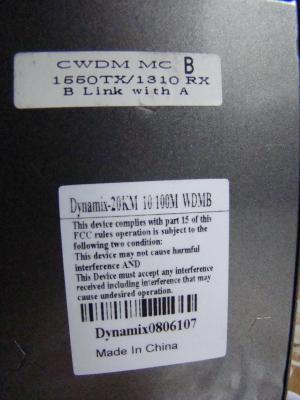 CWDM MC B
1550TX/1310 RX
B Link with A
Dynamix-20KM 10 100M WDMB
This device complies with part 15 of this
FCC rules operation is subject to the
following two condition:
This device may not cause harmful
interference AND
This Device must accept any interference
received including interference that may
cause undesired operation.
Dynamix0806107
Made In China